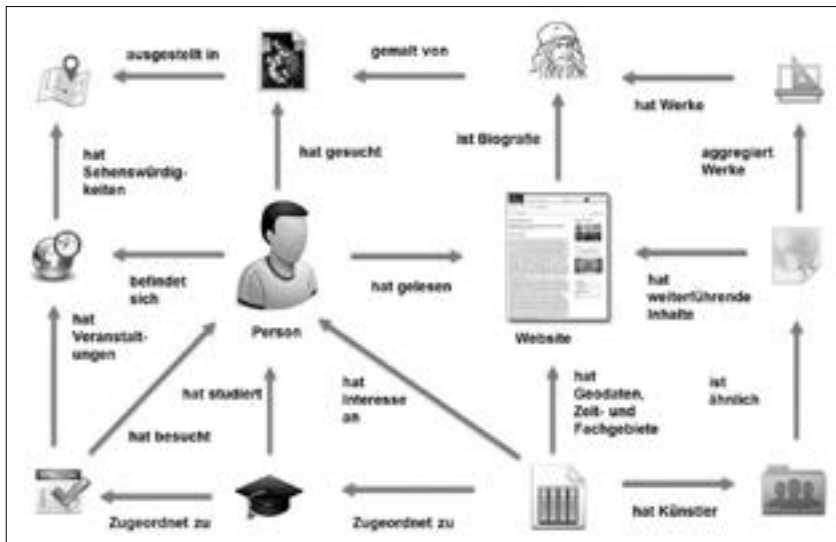 ausgestellt in
gemalt von
hat Werke
hat
Sehenswürdig-
keiten
hat gesucht
ist Biografie
aggregiert
Werke
befindet
sich
hat gelesen
hat
weiterführende
Inhalte
hat
Veranstalt-
ungen
Person
Website
hat studiert
hat
Interesse
an
hat
Geodaten,
Zeit- und
Fachgebiete
ist
ähnlich
hat besucht
Zugeordnet zu
Zugeordnet zu
hat Künstler